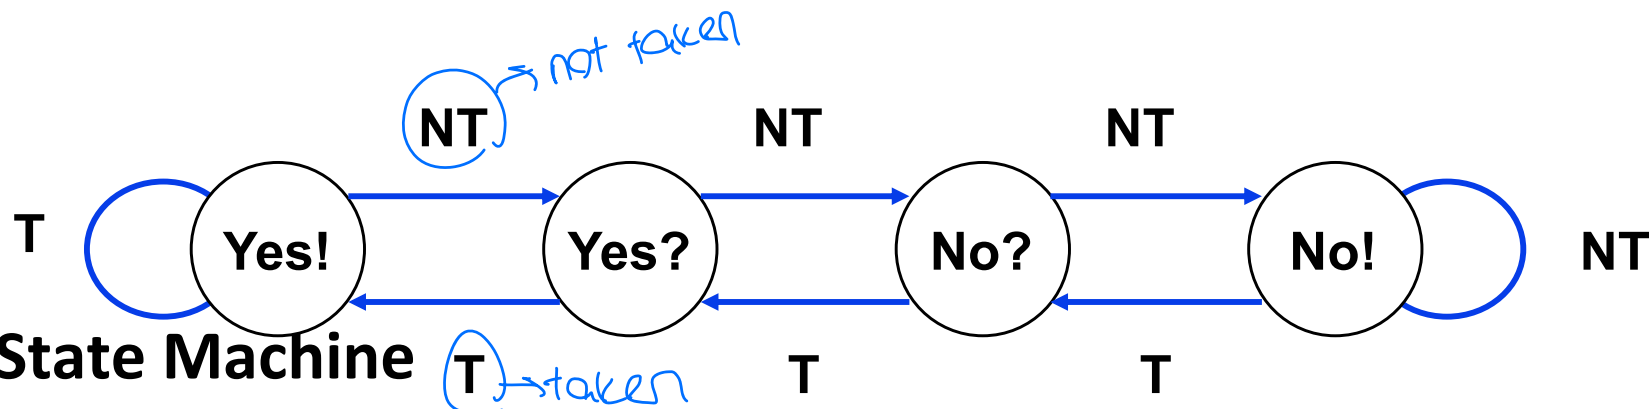 not taken
NT NT NT
T Yes! Yes? No? No! NT
State Machine T taken T T